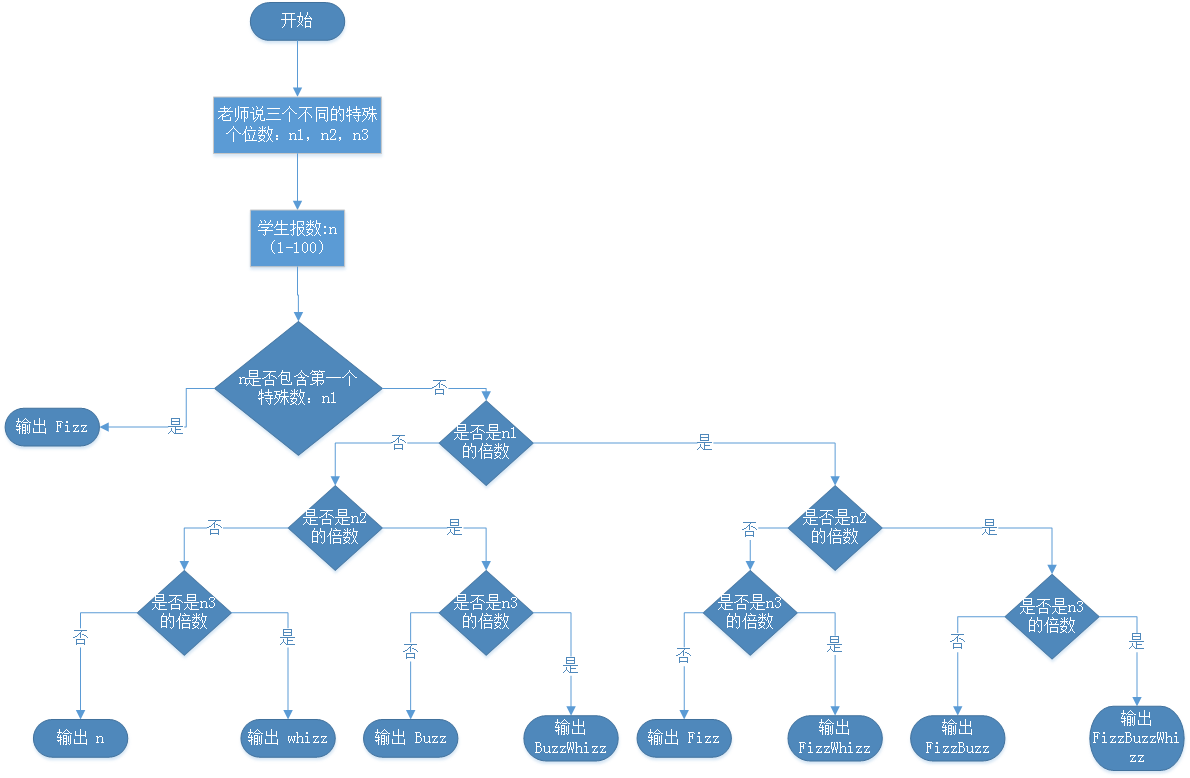 开始
老师说三个不同的特殊
个位数：n1，n2，n3
学生报数:n
（1-100）
n是否包含第一个
特殊数：n1
是
输出 Fizz
否
是否是n1
的倍数
否
是
是否是n2
的倍数
是否是n2
的倍数
否
是
否
是
是否是n3
的倍数
是否是n3
的倍数
是否是n3
的倍数
是否是n3
的倍数
否
是
否
是
否
是
否
是
输出 n
输出 whizz
输出 Buzz
输出
BuzzWhizz
输出 Fizz
输出
FizzWhizz
输出
FizzBuzz
输出
FizzBuzzWhi
zz